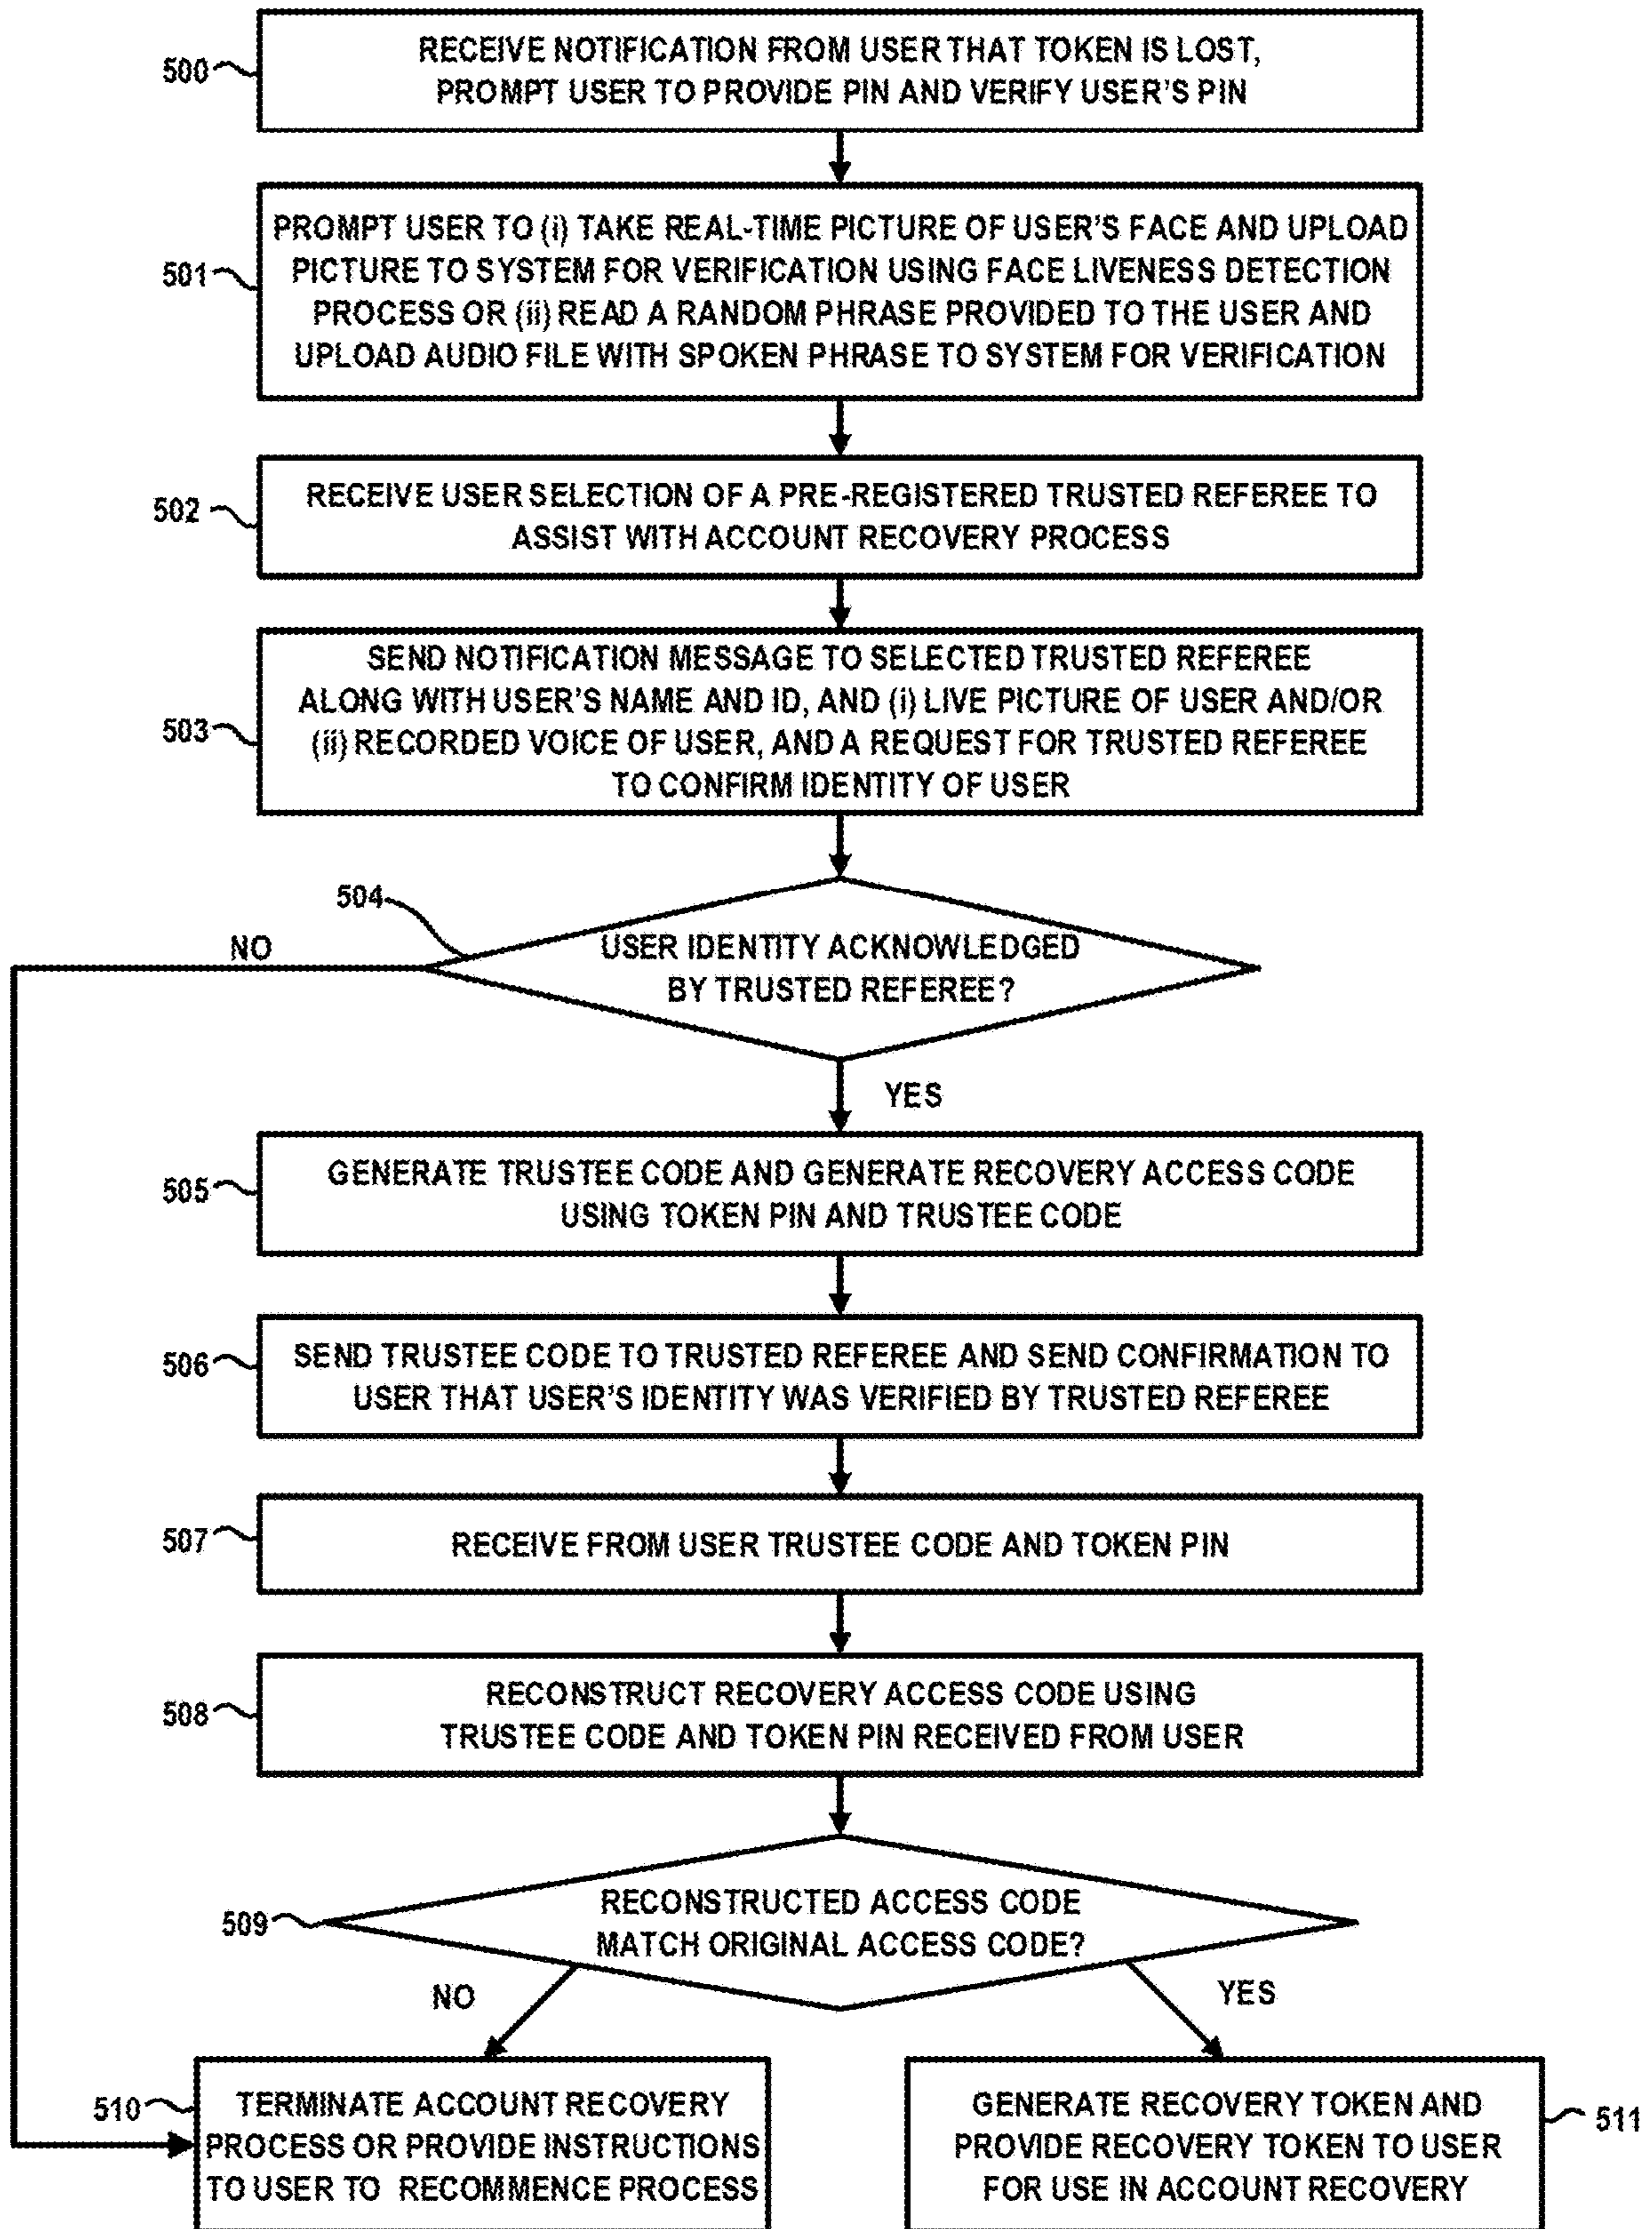 500
RECEIVE NOTIFICATION FROM USER THAT TOKEN IS LOST,
PROMPT USER TO PROVIDE PIN AND VERIFY USER'S PIN
501
PROMPT USER TO (i) TAKE REAL-TIME PICTURE OF USER'S FACE AND UPLOAD
PICTURE TO SYSTEM FOR VERIFICATION USING FACE LIVENESS DETECTION
PROCESS OR (ii) READ A RANDOM PHRASE PROVIDED TO THE USER AND
UPLOAD AUDIO FILE WITH SPOKEN PHRASE TO SYSTEM FOR VERIFICATION
502
RECEIVE USER SELECTION OF A PRE-REGISTERED TRUSTED REFEREE TO
ASSIST WITH ACCOUNT RECOVERY PROCESS
503
SEND NOTIFICATION MESSAGE TO SELECTED TRUSTED REFEREE
ALONG WITH USER'S NAME AND ID, AND (i) LIVE PICTURE OF USER AND/OR
(ii) RECORDED VOICE OF USER, AND A REQUEST FOR TRUSTED REFEREE
TO CONFIRM IDENTITY OF USER
504
NO
USER IDENTITY ACKNOWLEDGED
BY TRUSTED REFEREE?
YES
505
GENERATE TRUSTEE CODE AND GENERATE RECOVERY ACCESS CODE
USING TOKEN PIN AND TRUSTEE CODE
506
SEND TRUSTEE CODE TO TRUSTED REFEREE AND SEND CONFIRMATION TO
USER THAT USER'S IDENTITY WAS VERIFIED BY TRUSTED REFEREE
507
RECEIVE FROM USER TRUSTEE CODE AND TOKEN PIN
508
RECONSTRUCT RECOVERY ACCESS CODE USING
TRUSTEE CODE AND TOKEN PIN RECEIVED FROM USER
509
RECONSTRUCTED ACCESS CODE
MATCH ORIGINAL ACCESS CODE?
NO
YES
510
TERMINATE ACCOUNT RECOVERY
PROCESS OR PROVIDE INSTRUCTIONS
TO USER TO RECOMMENCE PROCESS
GENERATE RECOVERY TOKEN AND
PROVIDE RECOVERY TOKEN TO USER
FOR USE IN ACCOUNT RECOVERY
511